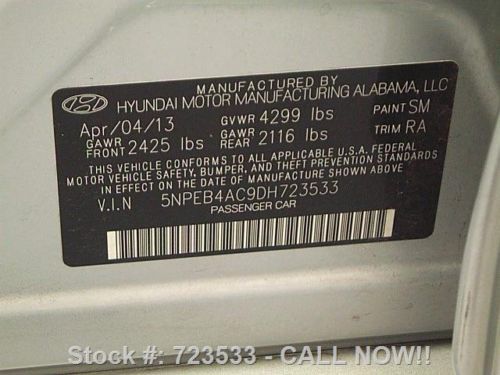 MANUFACTURED BY
HYUNDAI MOTOR MANUFACTURING ALABAMA, LLC
Apr/04/13 GVWR 4299 lbs PAINT SM
GAWR FRONT 2425 lbs GAWR REAR 2116 lbs TRIM RA
THIS VEHICLE CONFORMS TO ALL APPLICABLE U.S.A FEDERAL
MOTOR VEHICLE SAFETY, BUMPER, AND THEFT PREVENTION STANDARDS
IN EFFECT ON THE DATE OF MANUFACTURE SHOWN ABOVE.
V.I.N 5NPEB4AC9DH723533
PASSENGER CAR
Stock #: 723533 - CALL NOW!!